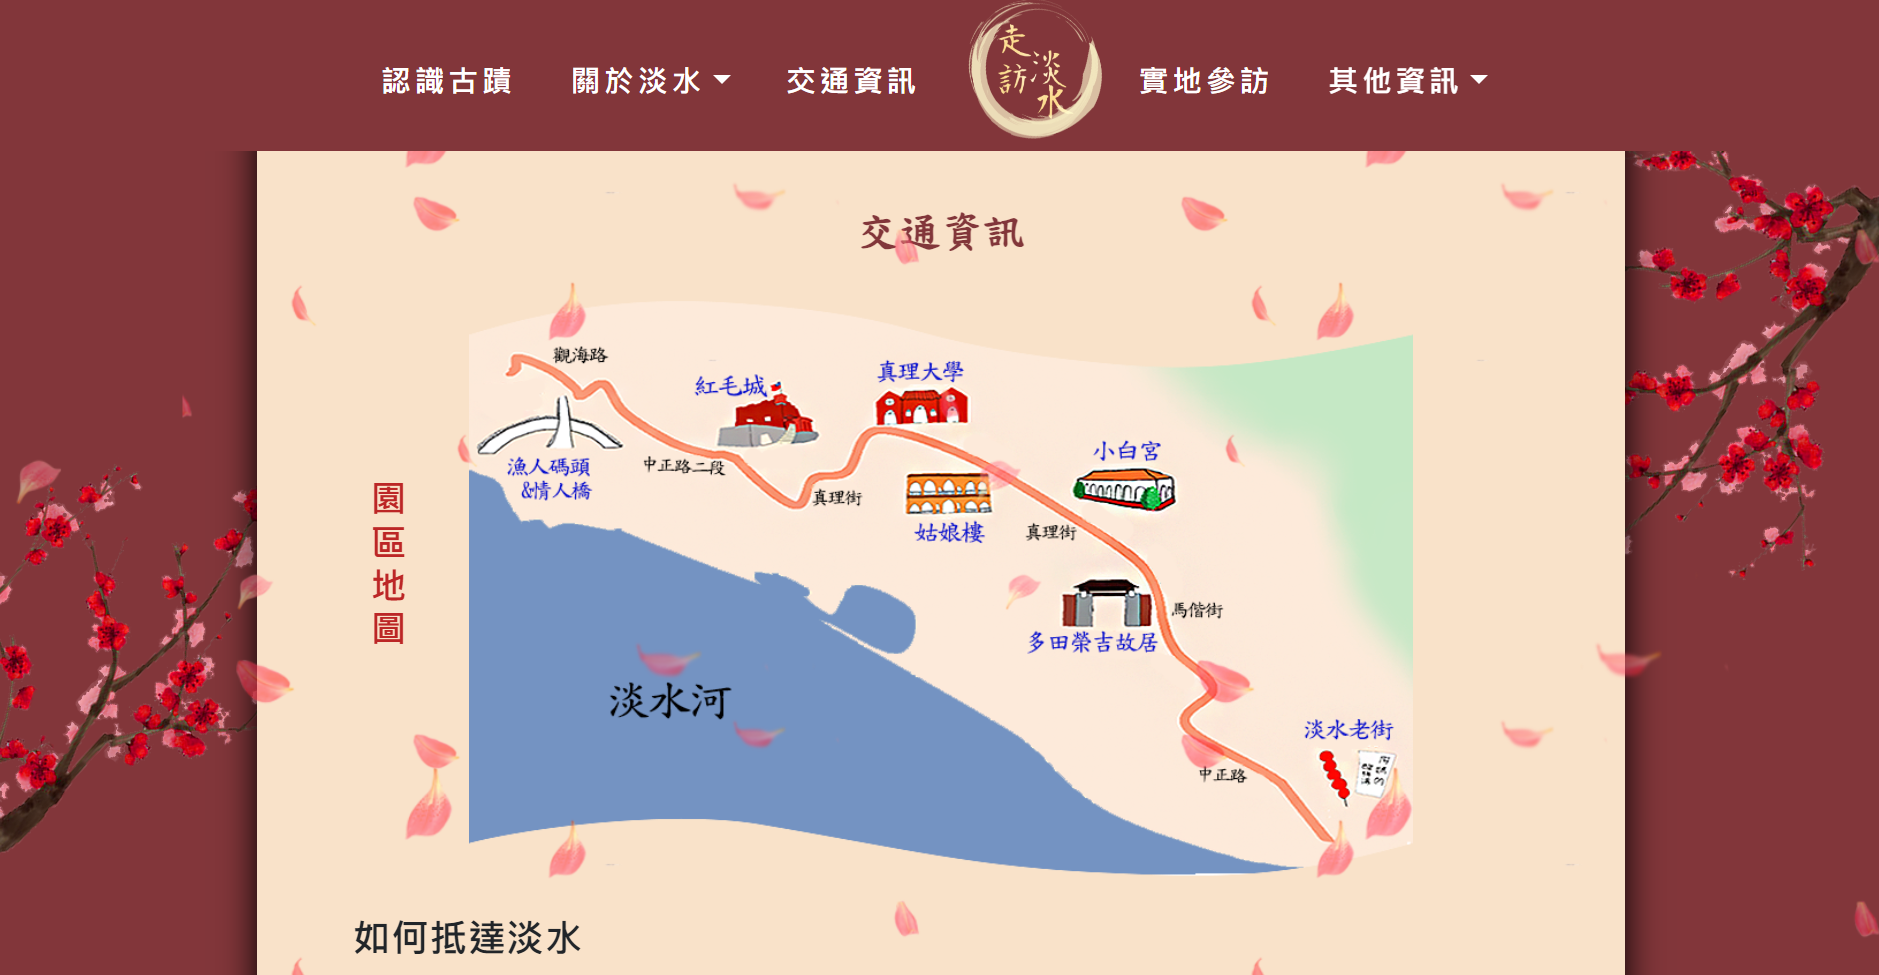 認識古蹟
關於淡水
交通資訊
走訪
淡水
實地參訪
其他資訊
交通資訊
園區地圖
觀海路
紅毛城
真理大學
漁人碼頭
&情人橋
中正路二段
真理街
小白宮
姑娘樓
真理街
多田榮吉故居
馬偕街
淡水河
淡水老街
中正路
如何抵達淡水